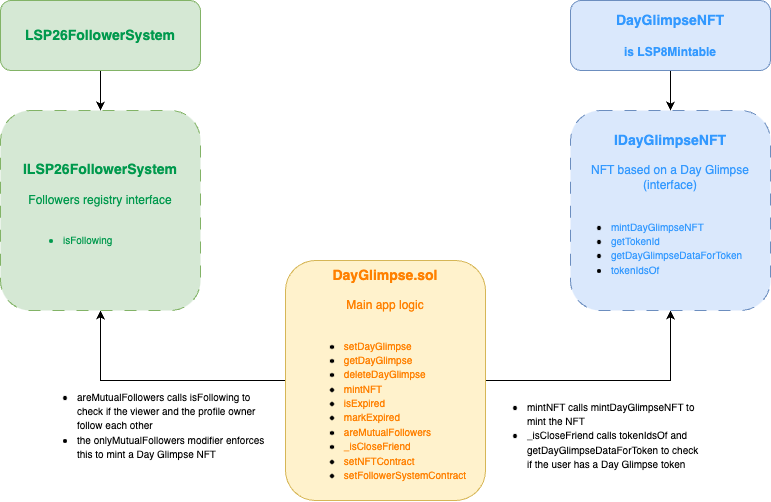 LSP26FollowerSystem
DayGlimpseNFT
is LSP8Mintable
ILSP26FollowerSystem
Followers registry interface
• isFollowing
IDayGlimpseNFT
NFT based on a Day Glimpse
(interface)
• mintDayGlimpseNFT
• getTokenId
• getDayGlimpseDataForToken
• tokenIdsOf
DayGlimpse.sol
Main app logic
• setDayGlimpse
• getDayGlimpse
• deleteDayGlimpse
• mintNFT
• isExpired
• markExpired
• areMutualFollowers
• _isCloseFriend
• setNFTContract
• setFollowerSystemContract
• areMutualFollowers calls isFollowing to
check if the viewer and the profile owner
follow each other
• the onlyMutualFollowers modifier enforces
this to mint a Day Glimpse NFT
• mintNFT calls mintDayGlimpseNFT to
mint the NFT
• _isCloseFriend calls tokenIdsOf and
getDayGlimpseDataForToken to check
if the user has a Day Glimpse token